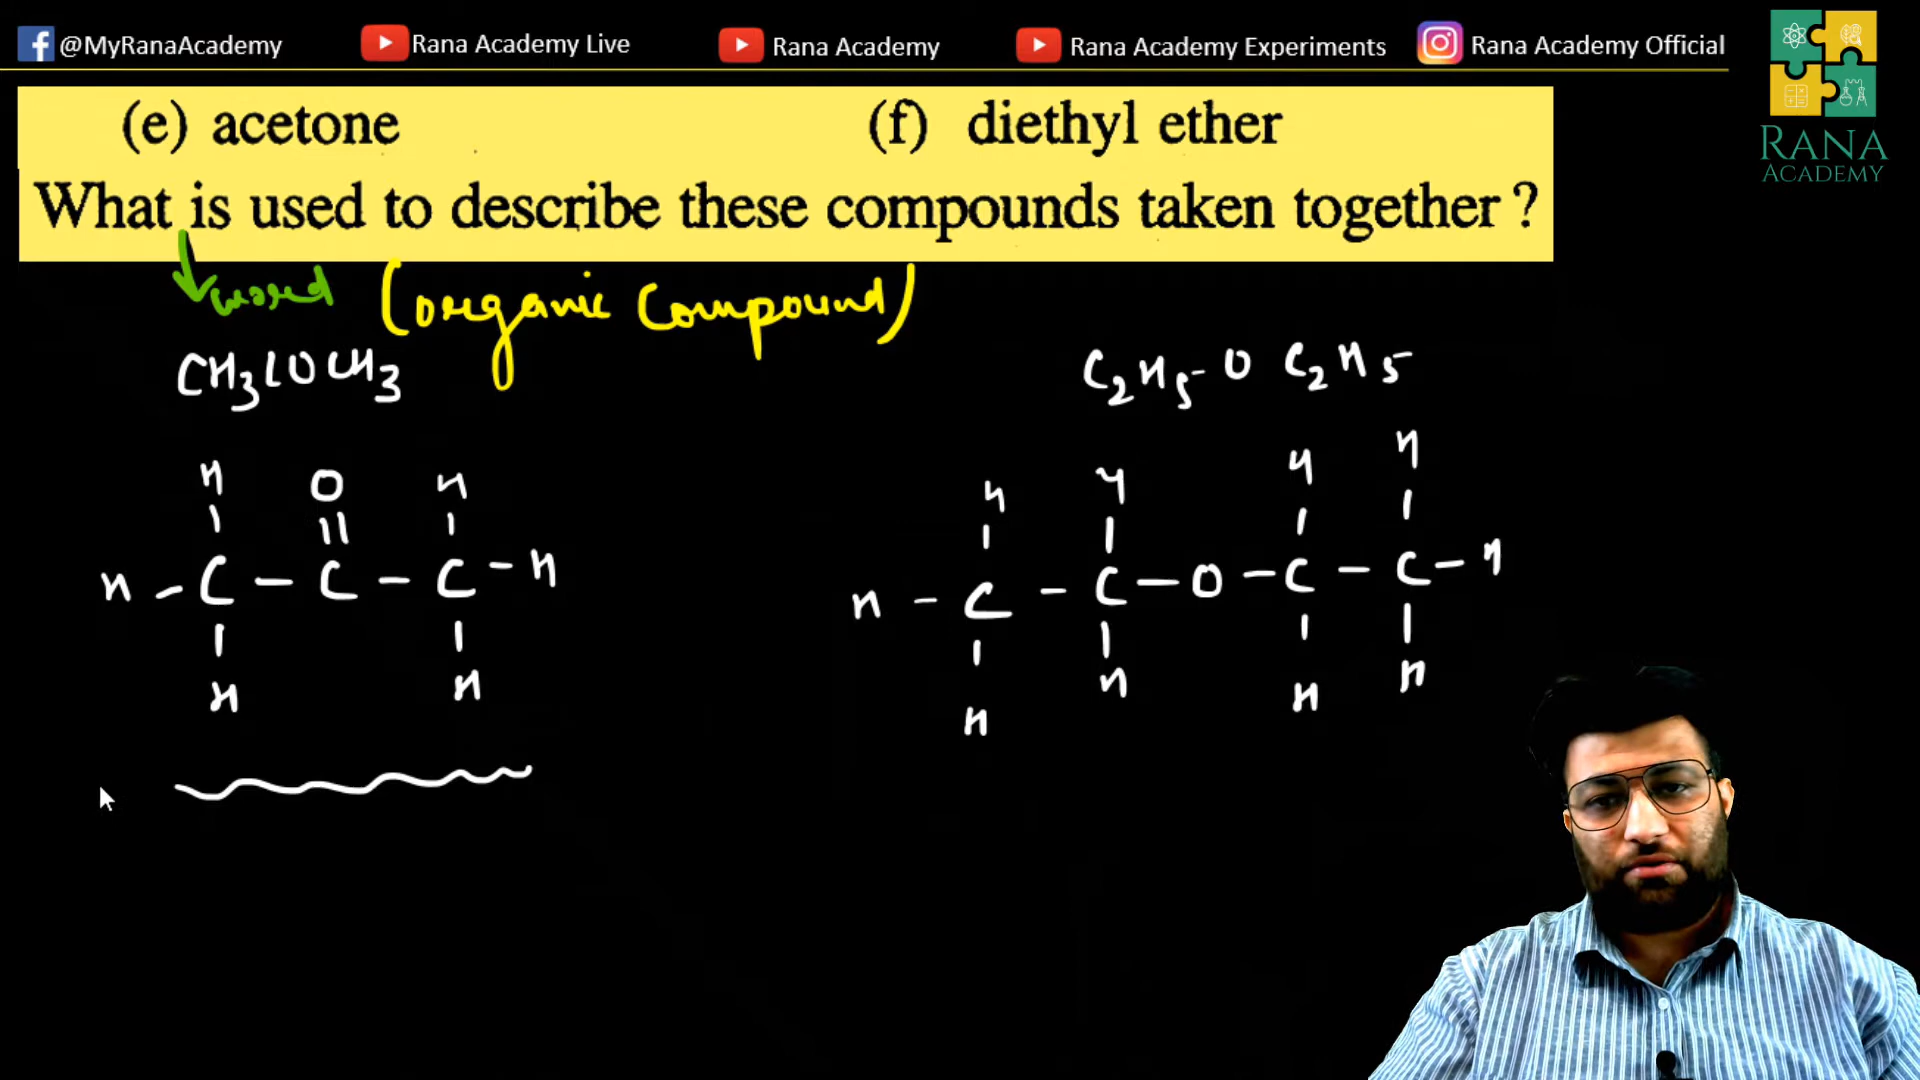 @MyRanaAcademy Rana Academy Live Rana Academy Rana Academy Experiments Rana Academy Official
RANA
ACADEMY
(e) acetone (f) diethyl ether
What is used to describe these compounds taken together ?
word (organic compound)
CH3COCH3 C2H5-O C2H5-
H O H H H H H
H - C - C - C - H H - C - C - O - C - C - H
H H H H H H